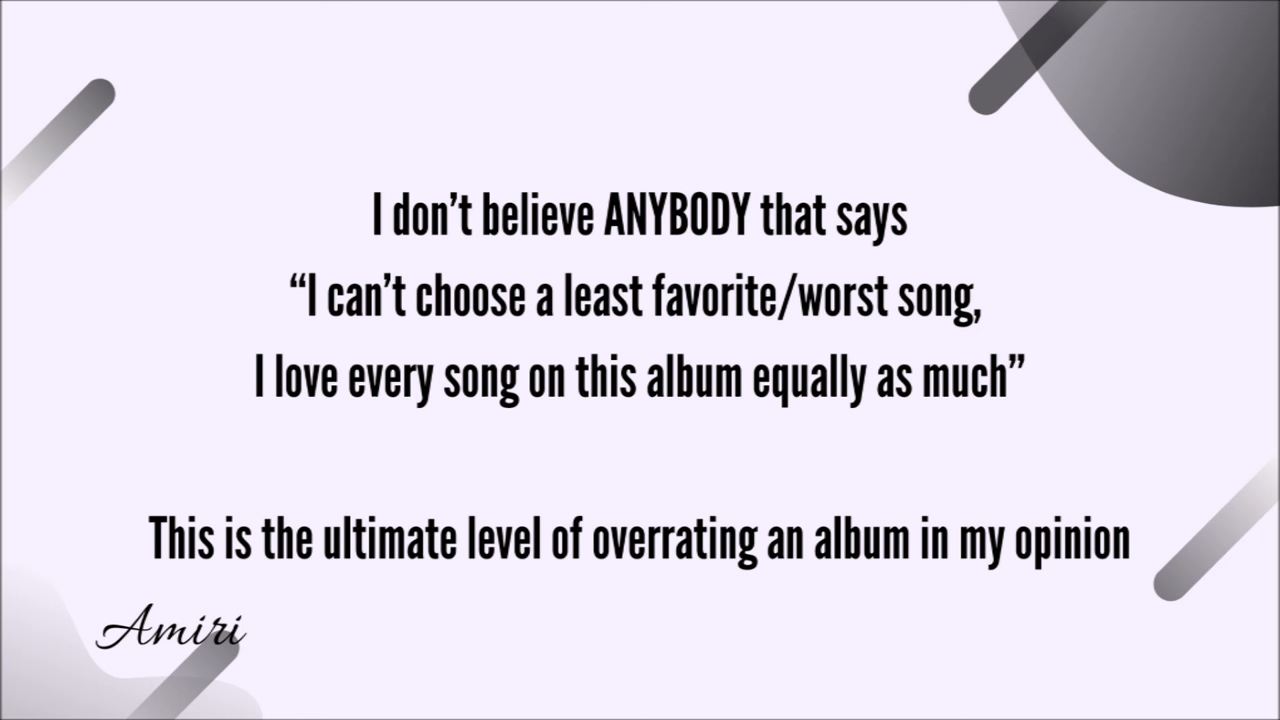 I don’t believe ANYBODY that says
“I can’t choose a least favorite/worst song,
I love every song on this album equally as much”
This is the ultimate level of overrating an album in my opinion
Amiri